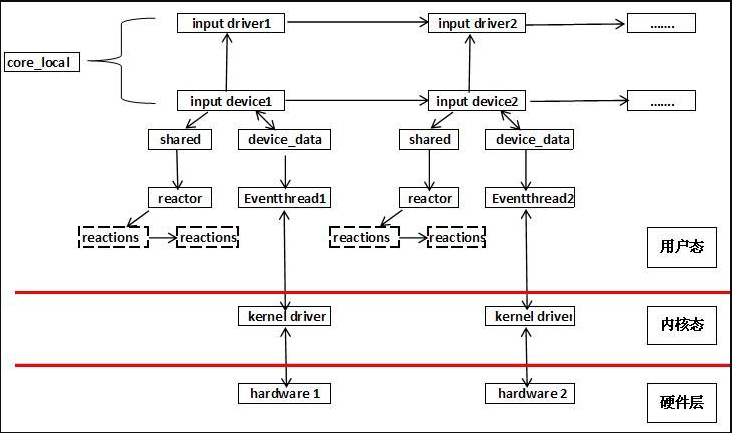 input driver1
input driver2
.......
core_local
input device1
input device2
.......
shared
device_data
shared
device_data
reactor
Eventthread1
reactor
Eventthread2
reactions
reactions
reactions
reactions
用户态
kernel driver
kernel driver
内核态
hardware 1
hardware 2
硬件层